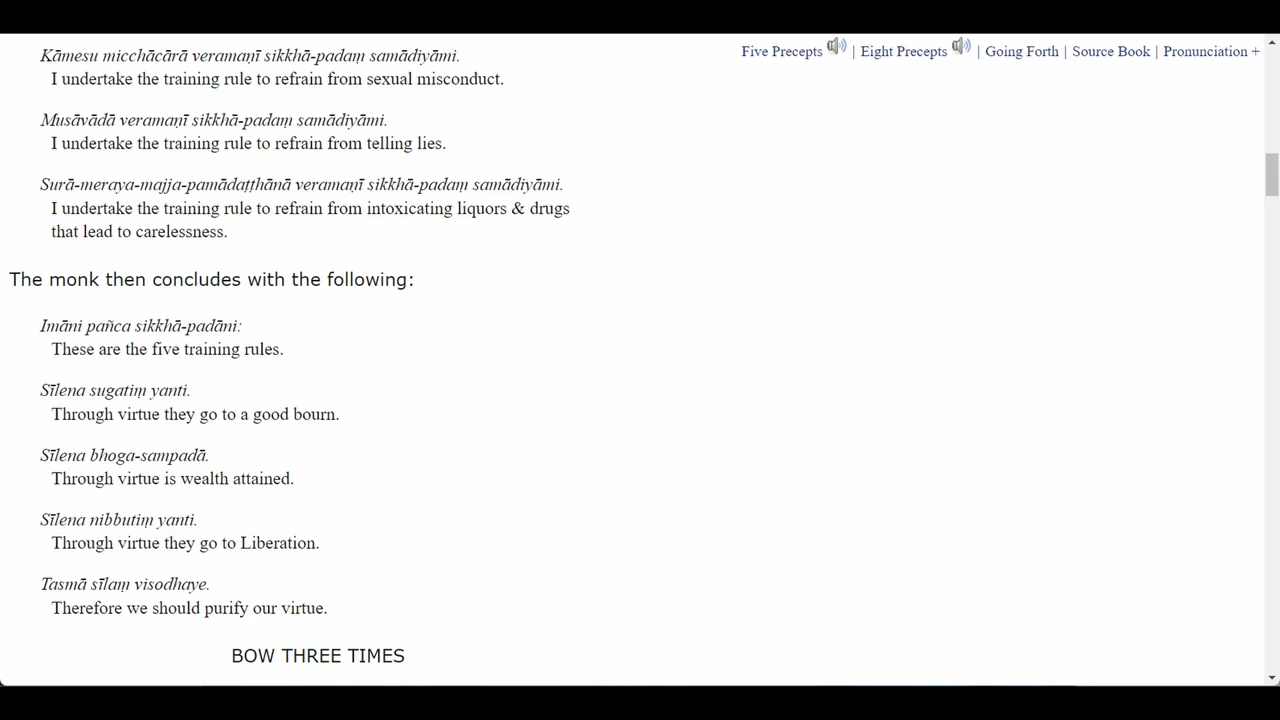 Five Precepts | Eight Precepts | Going Forth | Source Book | Pronunciation +
Kāmesu micchācārā veramaṇī sikkhā-padaṃ samādiyāmi.
I undertake the training rule to refrain from sexual misconduct.
Musāvādā veramaṇī sikkhā-padaṃ samādiyāmi.
I undertake the training rule to refrain from telling lies.
Surā-meraya-majja-pamādaṭṭhānā veramaṇī sikkhā-padaṃ samādiyāmi.
I undertake the training rule to refrain from intoxicating liquors & drugs
that lead to carelessness.
The monk then concludes with the following:
Imāni pañca sikkhā-padāni:
These are the five training rules.
Sīlena sugatiṃ yanti.
Through virtue they go to a good bourn.
Sīlena bhoga-sampadā.
Through virtue is wealth attained.
Sīlena nibbutiṃ yanti.
Through virtue they go to Liberation.
Tasmā sīlaṃ visodhaye.
Therefore we should purify our virtue.
BOW THREE TIMES